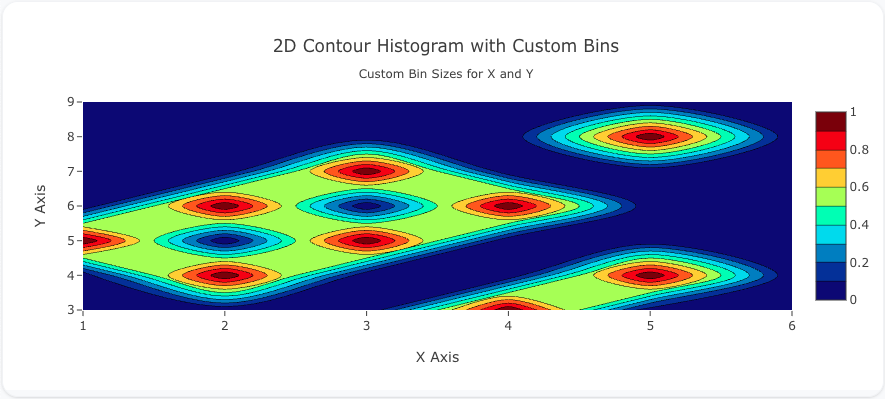 2D Contour Histogram with Custom Bins
Custom Bin Sizes for X and Y
9
8
7
6
5
4
3
Y Axis
1 2 3 4 5 6
X Axis
1
0.8
0.6
0.4
0.2
0